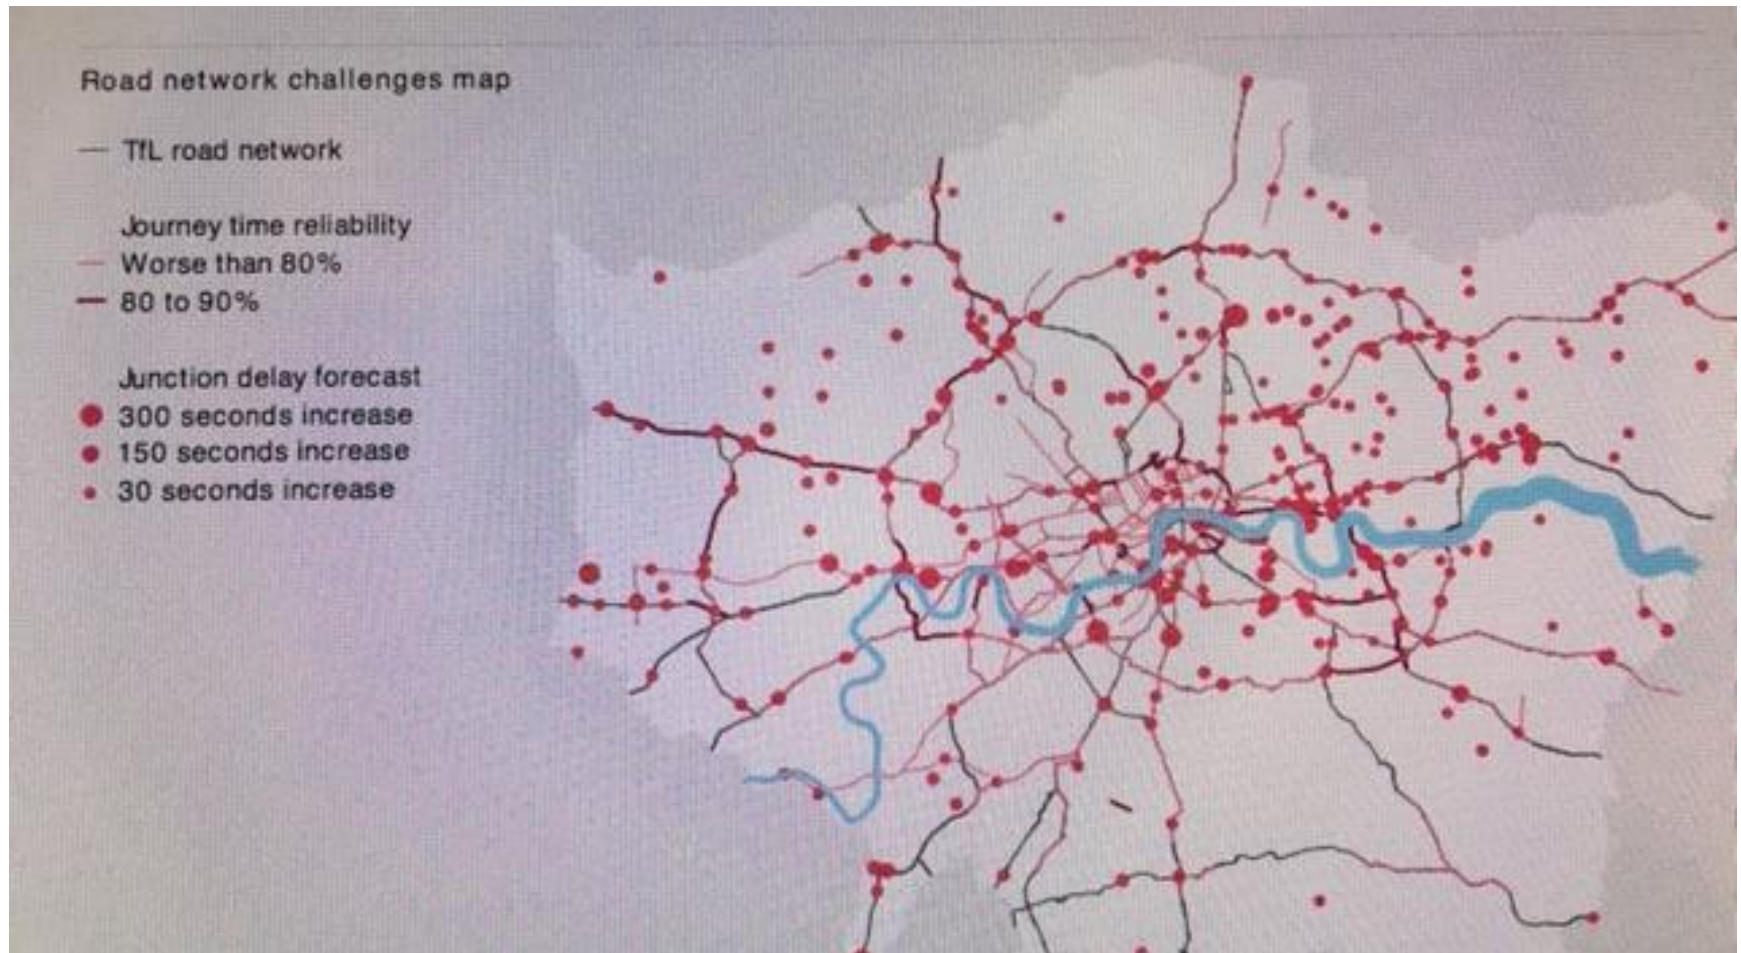 Road network challenges map
TfL road network
Journey time reliability
Worse than 80%
80 to 90%
Junction delay forecast
300 seconds increase
150 seconds increase
30 seconds increase